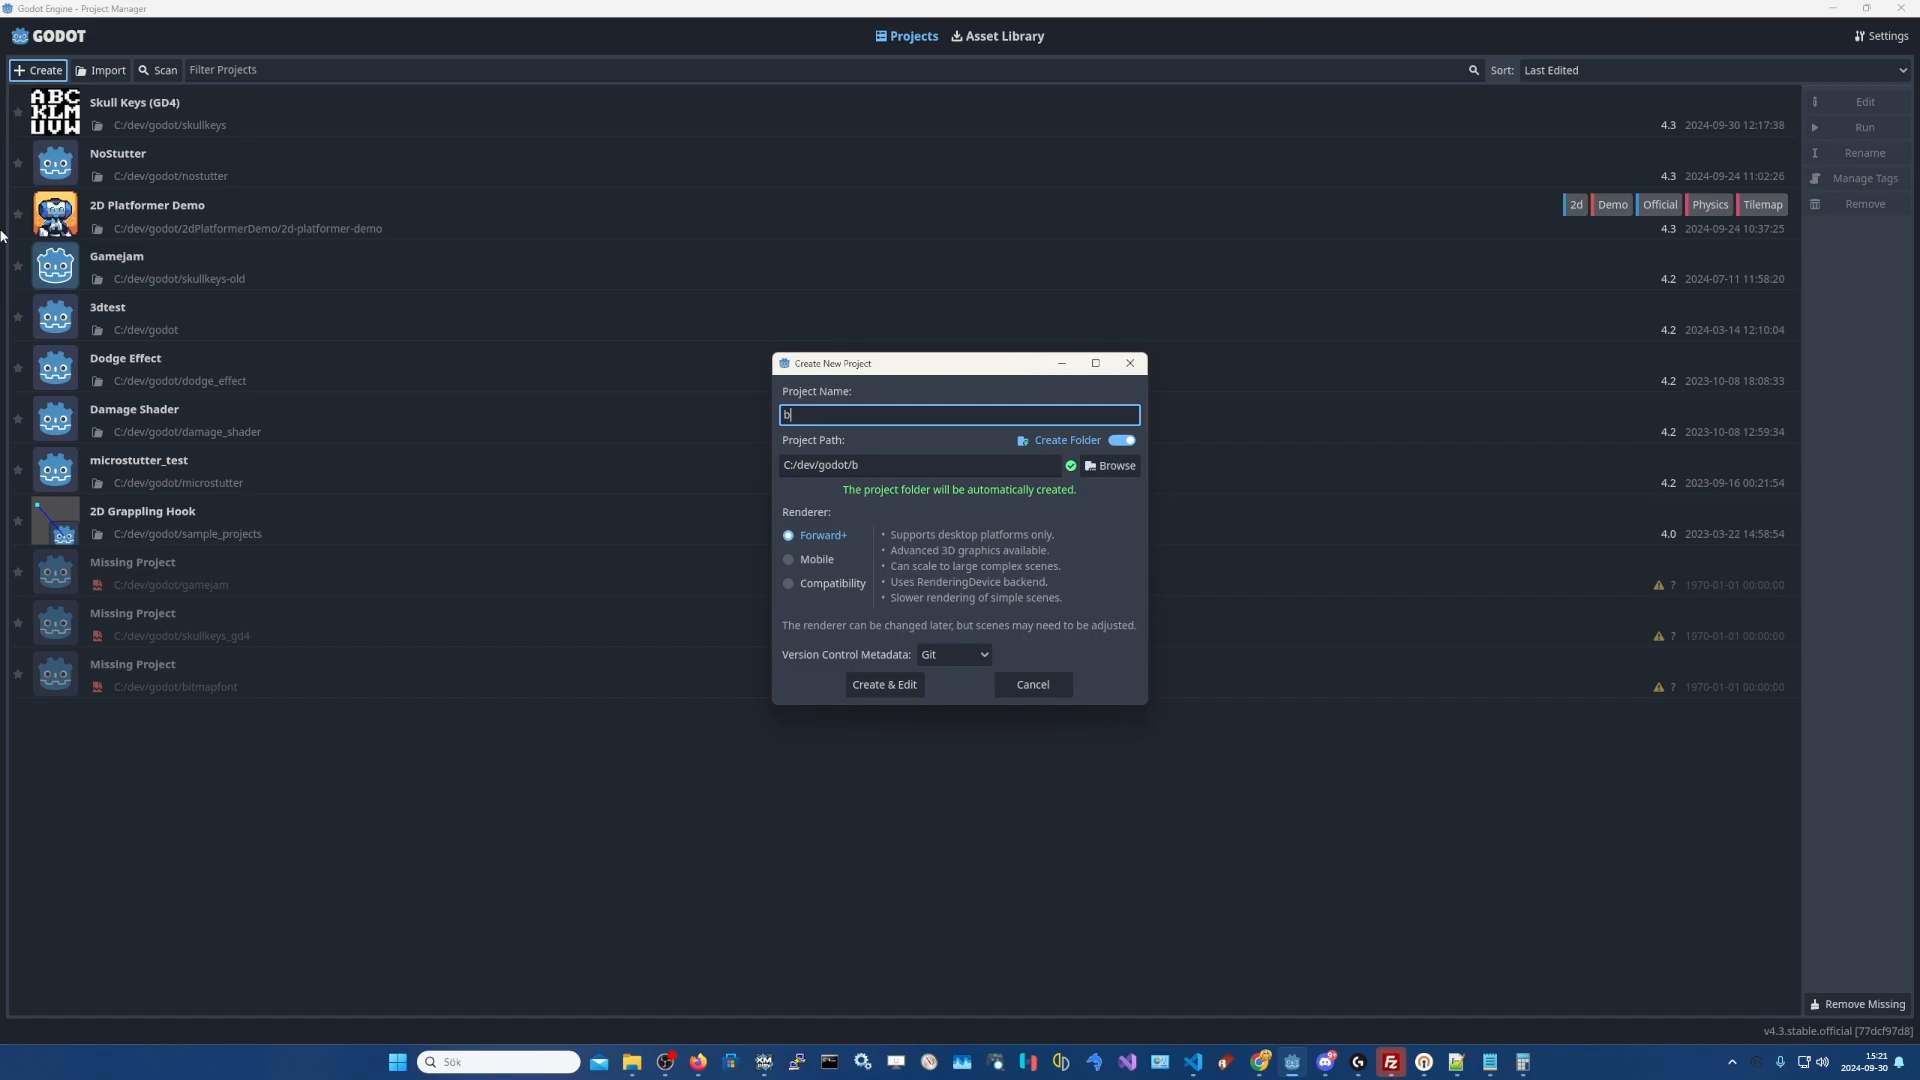 Godot Engine - Project Manager
GODOT
Projects
Asset Library
Settings
Create
Import
Scan
Filter Projects
Sort:
Last Edited
ABC
KLM
UVW
Skull Keys (GD4)
C:/dev/godot/skullkeys
4.3 2024-09-30 12:17:38
NoStutter
C:/dev/godot/nostutter
4.3 2024-09-24 11:02:26
2D Platformer Demo
2d Demo Official Physics Tilemap
C:/dev/godot/2dPlatformerDemo/2d-platformer-demo
4.3 2024-09-24 10:37:25
Gamejam
C:/dev/godot/skullkeys-old
4.2 2024-07-11 11:58:20
3dtest
C:/dev/godot
4.2 2024-03-14 12:10:04
Dodge Effect
C:/dev/godot/dodge_effect
4.2 2023-10-08 18:08:33
Damage Shader
C:/dev/godot/damage_shader
4.2 2023-10-08 12:59:34
microstutter_test
C:/dev/godot/microstutter
4.2 2023-09-16 00:21:54
2D Grappling Hook
C:/dev/godot/sample_projects
4.0 2023-03-22 14:58:54
Missing Project
C:/dev/godot/gamejam
? 1970-01-01 00:00:00
Missing Project
C:/dev/godot/skullkeys_gd4
? 1970-01-01 00:00:00
Missing Project
C:/dev/godot/bitmapfont
? 1970-01-01 00:00:00
Edit
Run
Rename
Manage Tags
Remove
Create New Project
Project Name:
b
Project Path:
Create Folder
C:/dev/godot/b
Browse
The project folder will be automatically created.
Renderer:
Forward+
Mobile
Compatibility
• Supports desktop platforms only.
• Advanced 3D graphics available.
• Can scale to large complex scenes.
• Uses RenderingDevice backend.
• Slower rendering of simple scenes.
The renderer can be changed later, but scenes may need to be adjusted.
Version Control Metadata: Git
Create & Edit
Cancel
Remove Missing
v4.3.stable.official [77dcf97d8]
Sök
15:21
2024-09-30